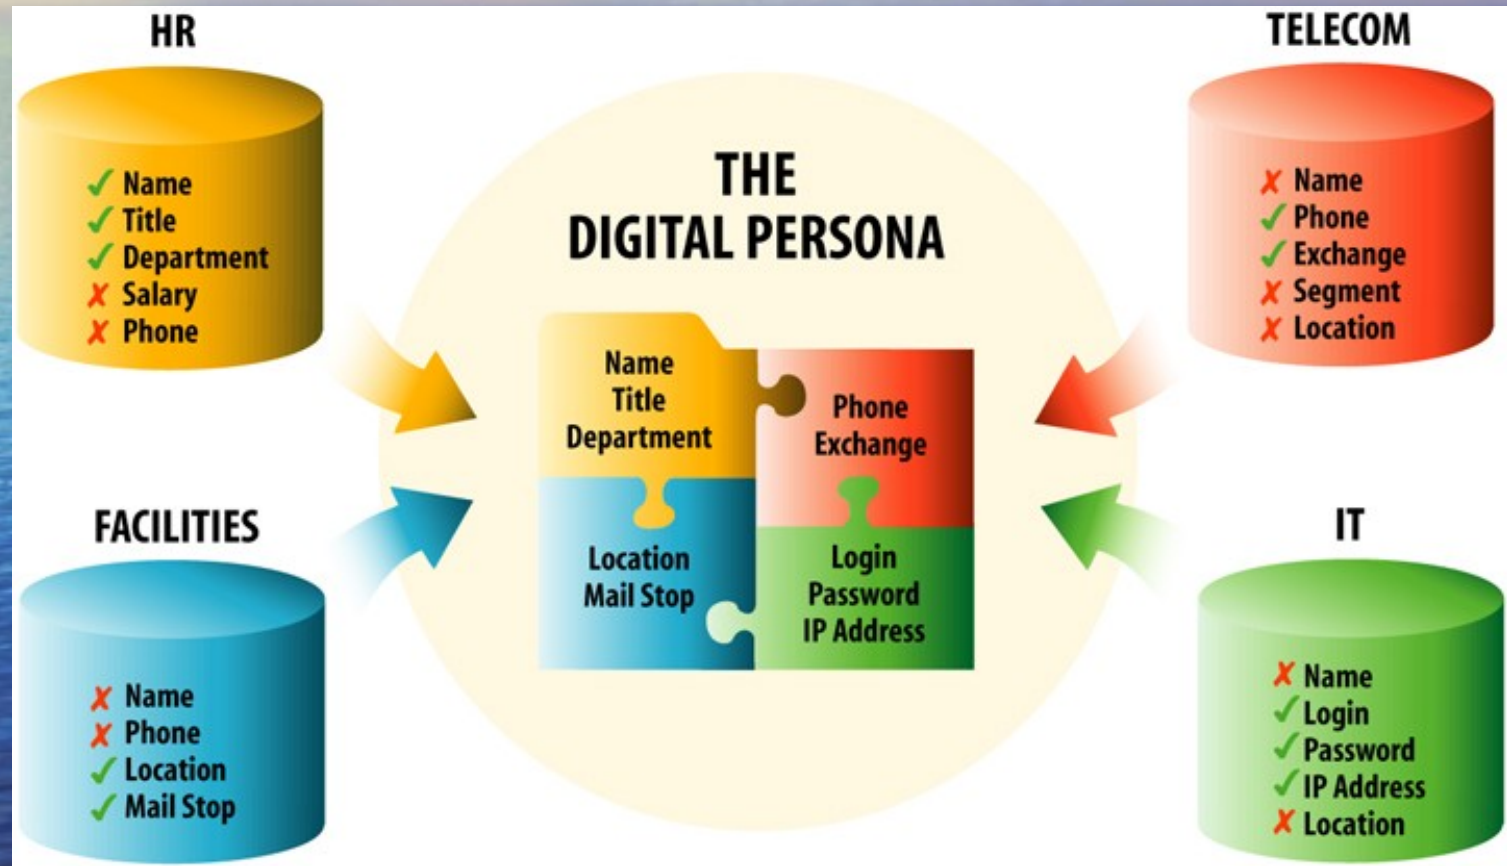 HR
✓ Name
✓ Title
✓ Department
✗ Salary
✗ Phone
TELECOM
✗ Name
✓ Phone
✓ Exchange
✗ Segment
✗ Location
THE
DIGITAL PERSONA
Name
Title
Department
Phone
Exchange
Location
Mail Stop
Login
Password
IP Address
FACILITIES
✗ Name
✗ Phone
✓ Location
✓ Mail Stop
IT
✗ Name
✓ Login
✓ Password
✓ IP Address
✗ Location